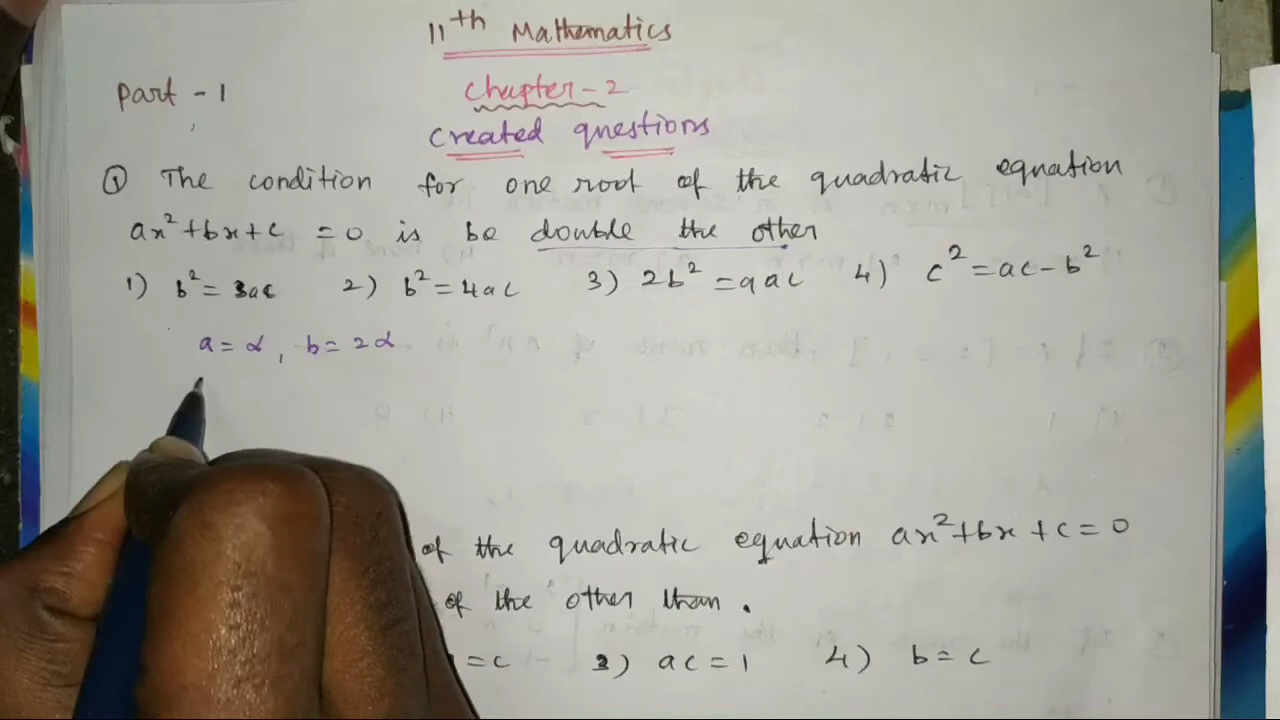 11th Mathematics
Part - 1
Chapter - 2
Created questions
① The condition for one root of the quadratic equation
ax²+bx+c =0 is be double the other
1) b²=3ac 2) b²=4ac 3) 2b²=9ac 4) c²=ac-b²
a=α, b=2α
of the quadratic equation ax²+bx+c=0
of the other than.
=c 3) ac=1 4) b=c